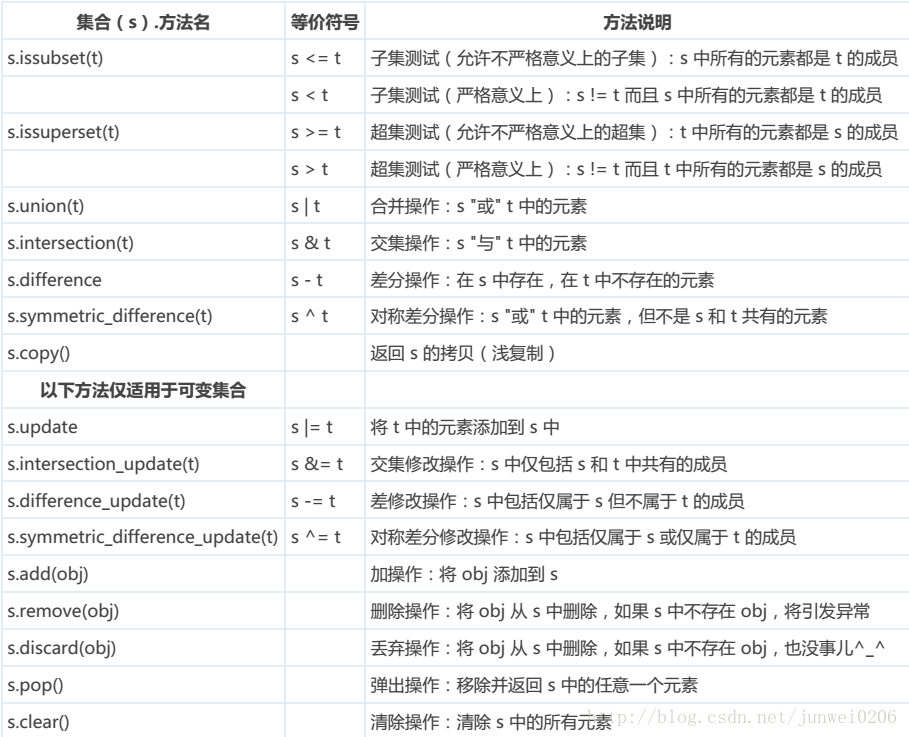 集合（s）.方法名 等价符号 方法说明
s.issubset(t) s <= t 子集测试（允许不严格意义上的子集）：s 中所有的元素都是 t 的成员
s < t 子集测试（严格意义上）：s != t 而且 s 中所有的元素都是 t 的成员
s.issuperset(t) s >= t 超集测试（允许不严格意义上的超集）：t 中所有的元素都是 s 的成员
s > t 超集测试（严格意义上）：s != t 而且 t 中所有的元素都是 s 的成员
s.union(t) s | t 合并操作：s "或" t 中的元素
s.intersection(t) s & t 交集操作：s "与" t 中的元素
s.difference s - t 差分操作：在 s 中存在，在 t 中不存在的元素
s.symmetric_difference(t) s ^ t 对称差分操作：s "或" t 中的元素，但不是 s 和 t 共有的元素
s.copy() 返回 s 的拷贝（浅复制）
以下方法仅适用于可变集合
s.update s |= t 将 t 中的元素添加到 s 中
s.intersection_update(t) s &= t 交集修改操作：s 中仅包括 s 和 t 中共有的成员
s.difference_update(t) s -= t 差修改操作：s 中包括仅属于 s 但不属于 t 的成员
s.symmetric_difference_update(t) s ^= t 对称差分修改操作：s 中包括仅属于 s 或仅属于 t 的成员
s.add(obj) 加操作：将 obj 添加到 s
s.remove(obj) 删除操作：将 obj 从 s 中删除，如果 s 中不存在 obj，将引发异常
s.discard(obj) 丢弃操作：将 obj 从 s 中删除，如果 s 中不存在 obj，也没事儿^_^
s.pop() 弹出操作：移除并返回 s 中的任意一个元素
s.clear() 清除操作：清除 s 中的所有元素
http://blog.csdn.net/junwei0206